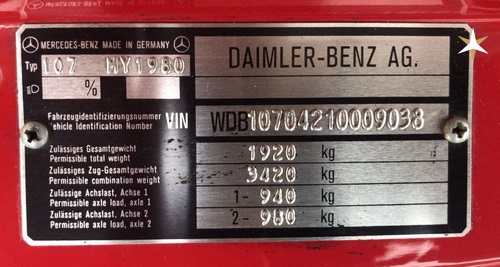 MERCEDES-BENZ MADE IN GERMANY
DAIMLER-BENZ AG.
Typ 107 MY1980
%
Fahrzeugidentifizierungsnummer
Vehicle Identification Number VIN WDB10704210009038
Zulässiges Gesamtgewicht
Permissible total weight 1920 kg
Zulässiges Zug-Gesamtgewicht
Permissible combination weight 3420 kg
Zulässige Achslast, Achse 1
Permissible axle load, axle 1 1- 940 kg
Zulässige Achslast, Achse 2
Permissible axle load, axle 2 2- 980 kg